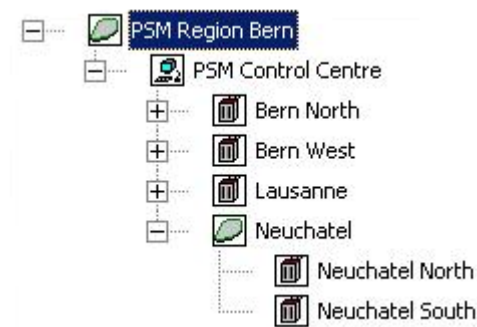 PSM Region Bern
PSM Control Centre
Bern North
Bern West
Lausanne
Neuchatel
Neuchatel North
Neuchatel South